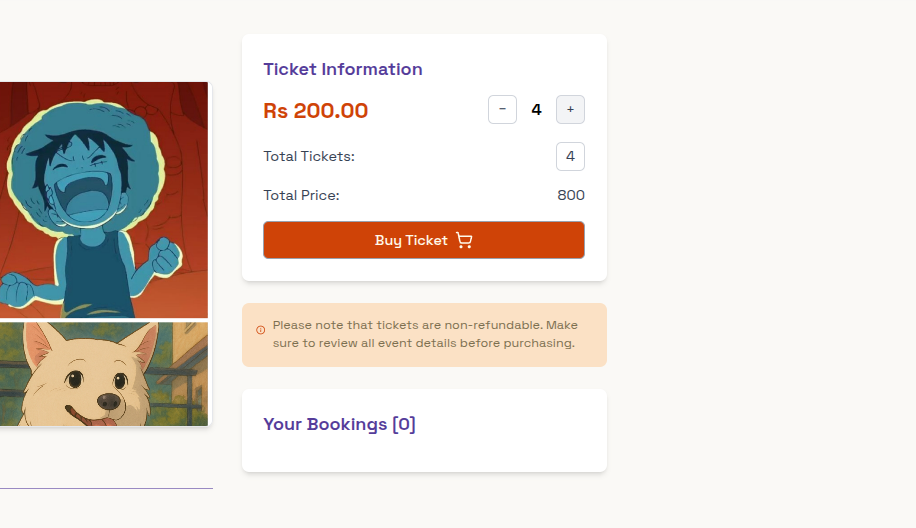 Ticket Information
Rs 200.00
− 4 +
Total Tickets: 4
Total Price: 800
Buy Ticket
Please note that tickets are non-refundable. Make
sure to review all event details before purchasing.
Your Bookings [0]